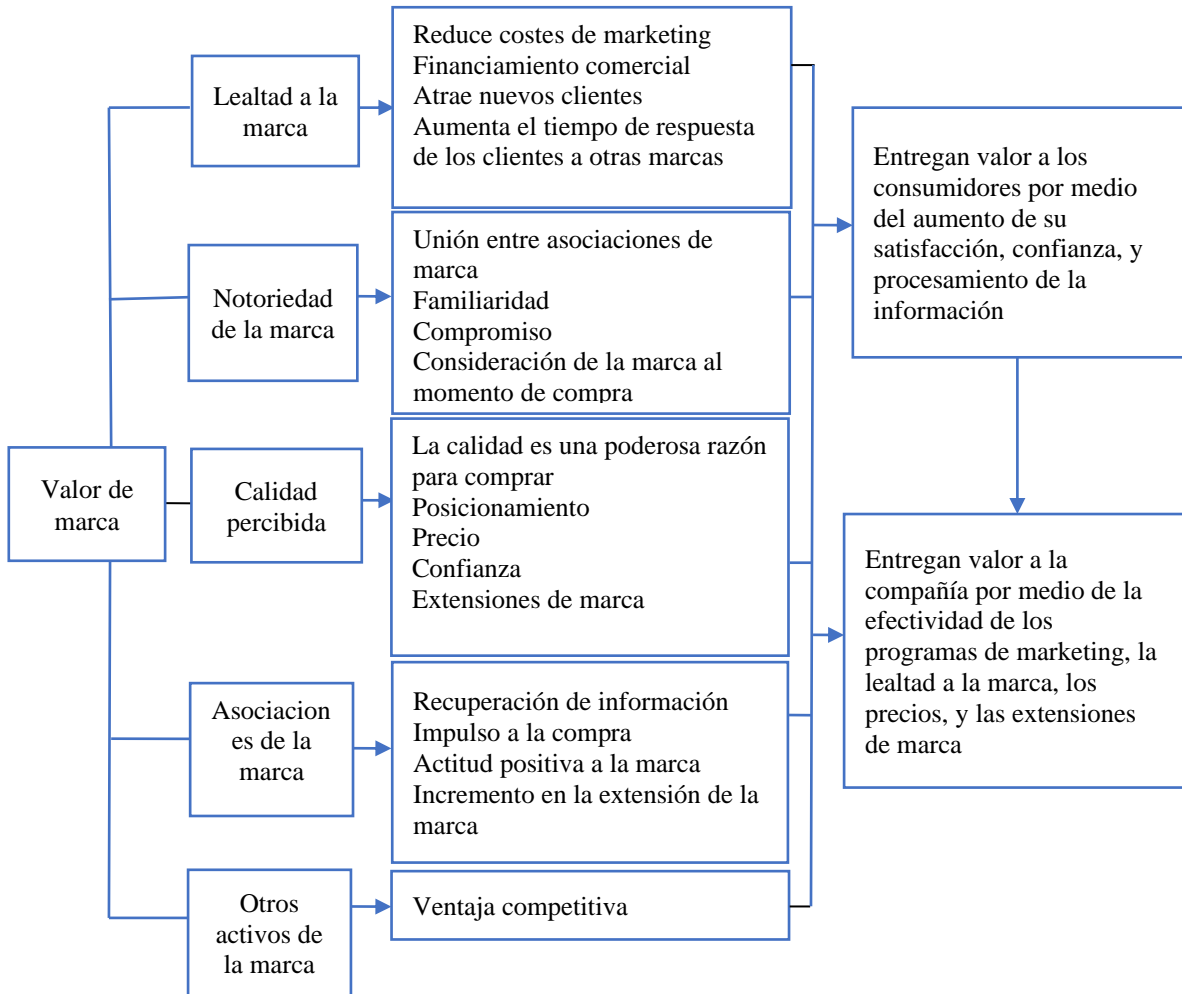 Valor de
marca
Lealtad a la
marca
Reduce costes de marketing
Financiamiento comercial
Atrae nuevos clientes
Aumenta el tiempo de respuesta
de los clientes a otras marcas
Notoriedad
de la marca
Unión entre asociaciones de
marca
Familiaridad
Compromiso
Consideración de la marca al
momento de compra
Calidad
percibida
La calidad es una poderosa razón
para comprar
Posicionamiento
Precio
Confianza
Extensiones de marca
Asociacion
es de la
marca
Recuperación de información
Impulso a la compra
Actitud positiva a la marca
Incremento en la extensión de la
marca
Otros
activos de
la marca
Ventaja competitiva
Entregan valor a los
consumidores por medio
del aumento de su
satisfacción, confianza, y
procesamiento de la
información
Entregan valor a la
compañía por medio de la
efectividad de los
programas de marketing, la
lealtad a la marca, los
precios, y las extensiones
de marca